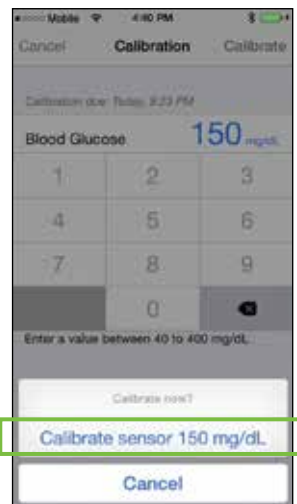 Mobile 4:40 PM
Cancel Calibration Calibrate
Calibration due: Today, 9:23 PM
Blood Glucose 150 mg/dL
1 2 3
4 5 6
7 8 9
0
Enter a value between 40 to 400 mg/dL.
Calibrate now?
Calibrate sensor 150 mg/dL
Cancel